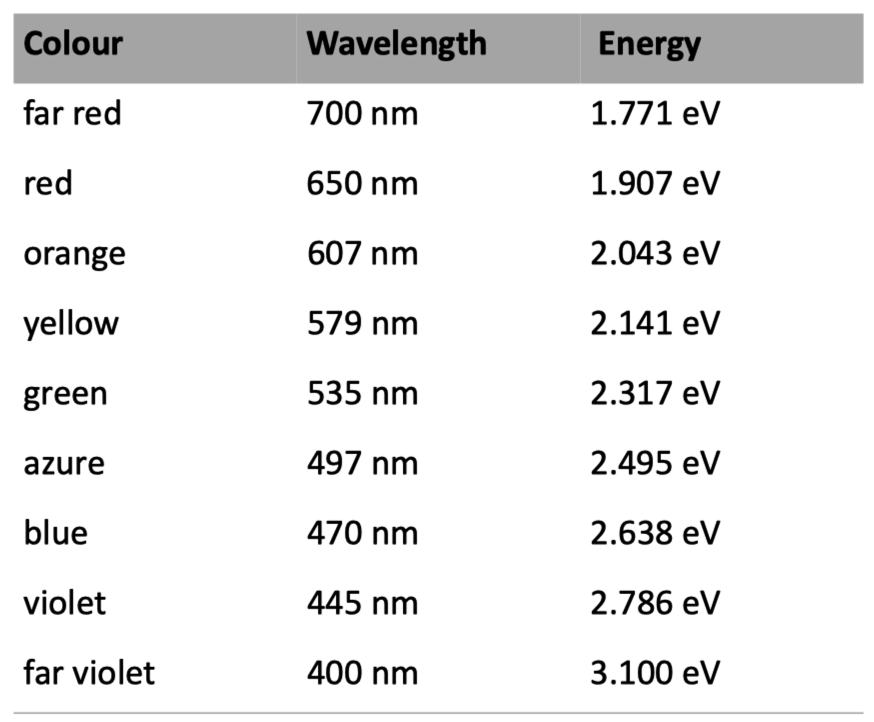 Colour Wavelength Energy
far red 700 nm 1.771 eV
red 650 nm 1.907 eV
orange 607 nm 2.043 eV
yellow 579 nm 2.141 eV
green 535 nm 2.317 eV
azure 497 nm 2.495 eV
blue 470 nm 2.638 eV
violet 445 nm 2.786 eV
far violet 400 nm 3.100 eV